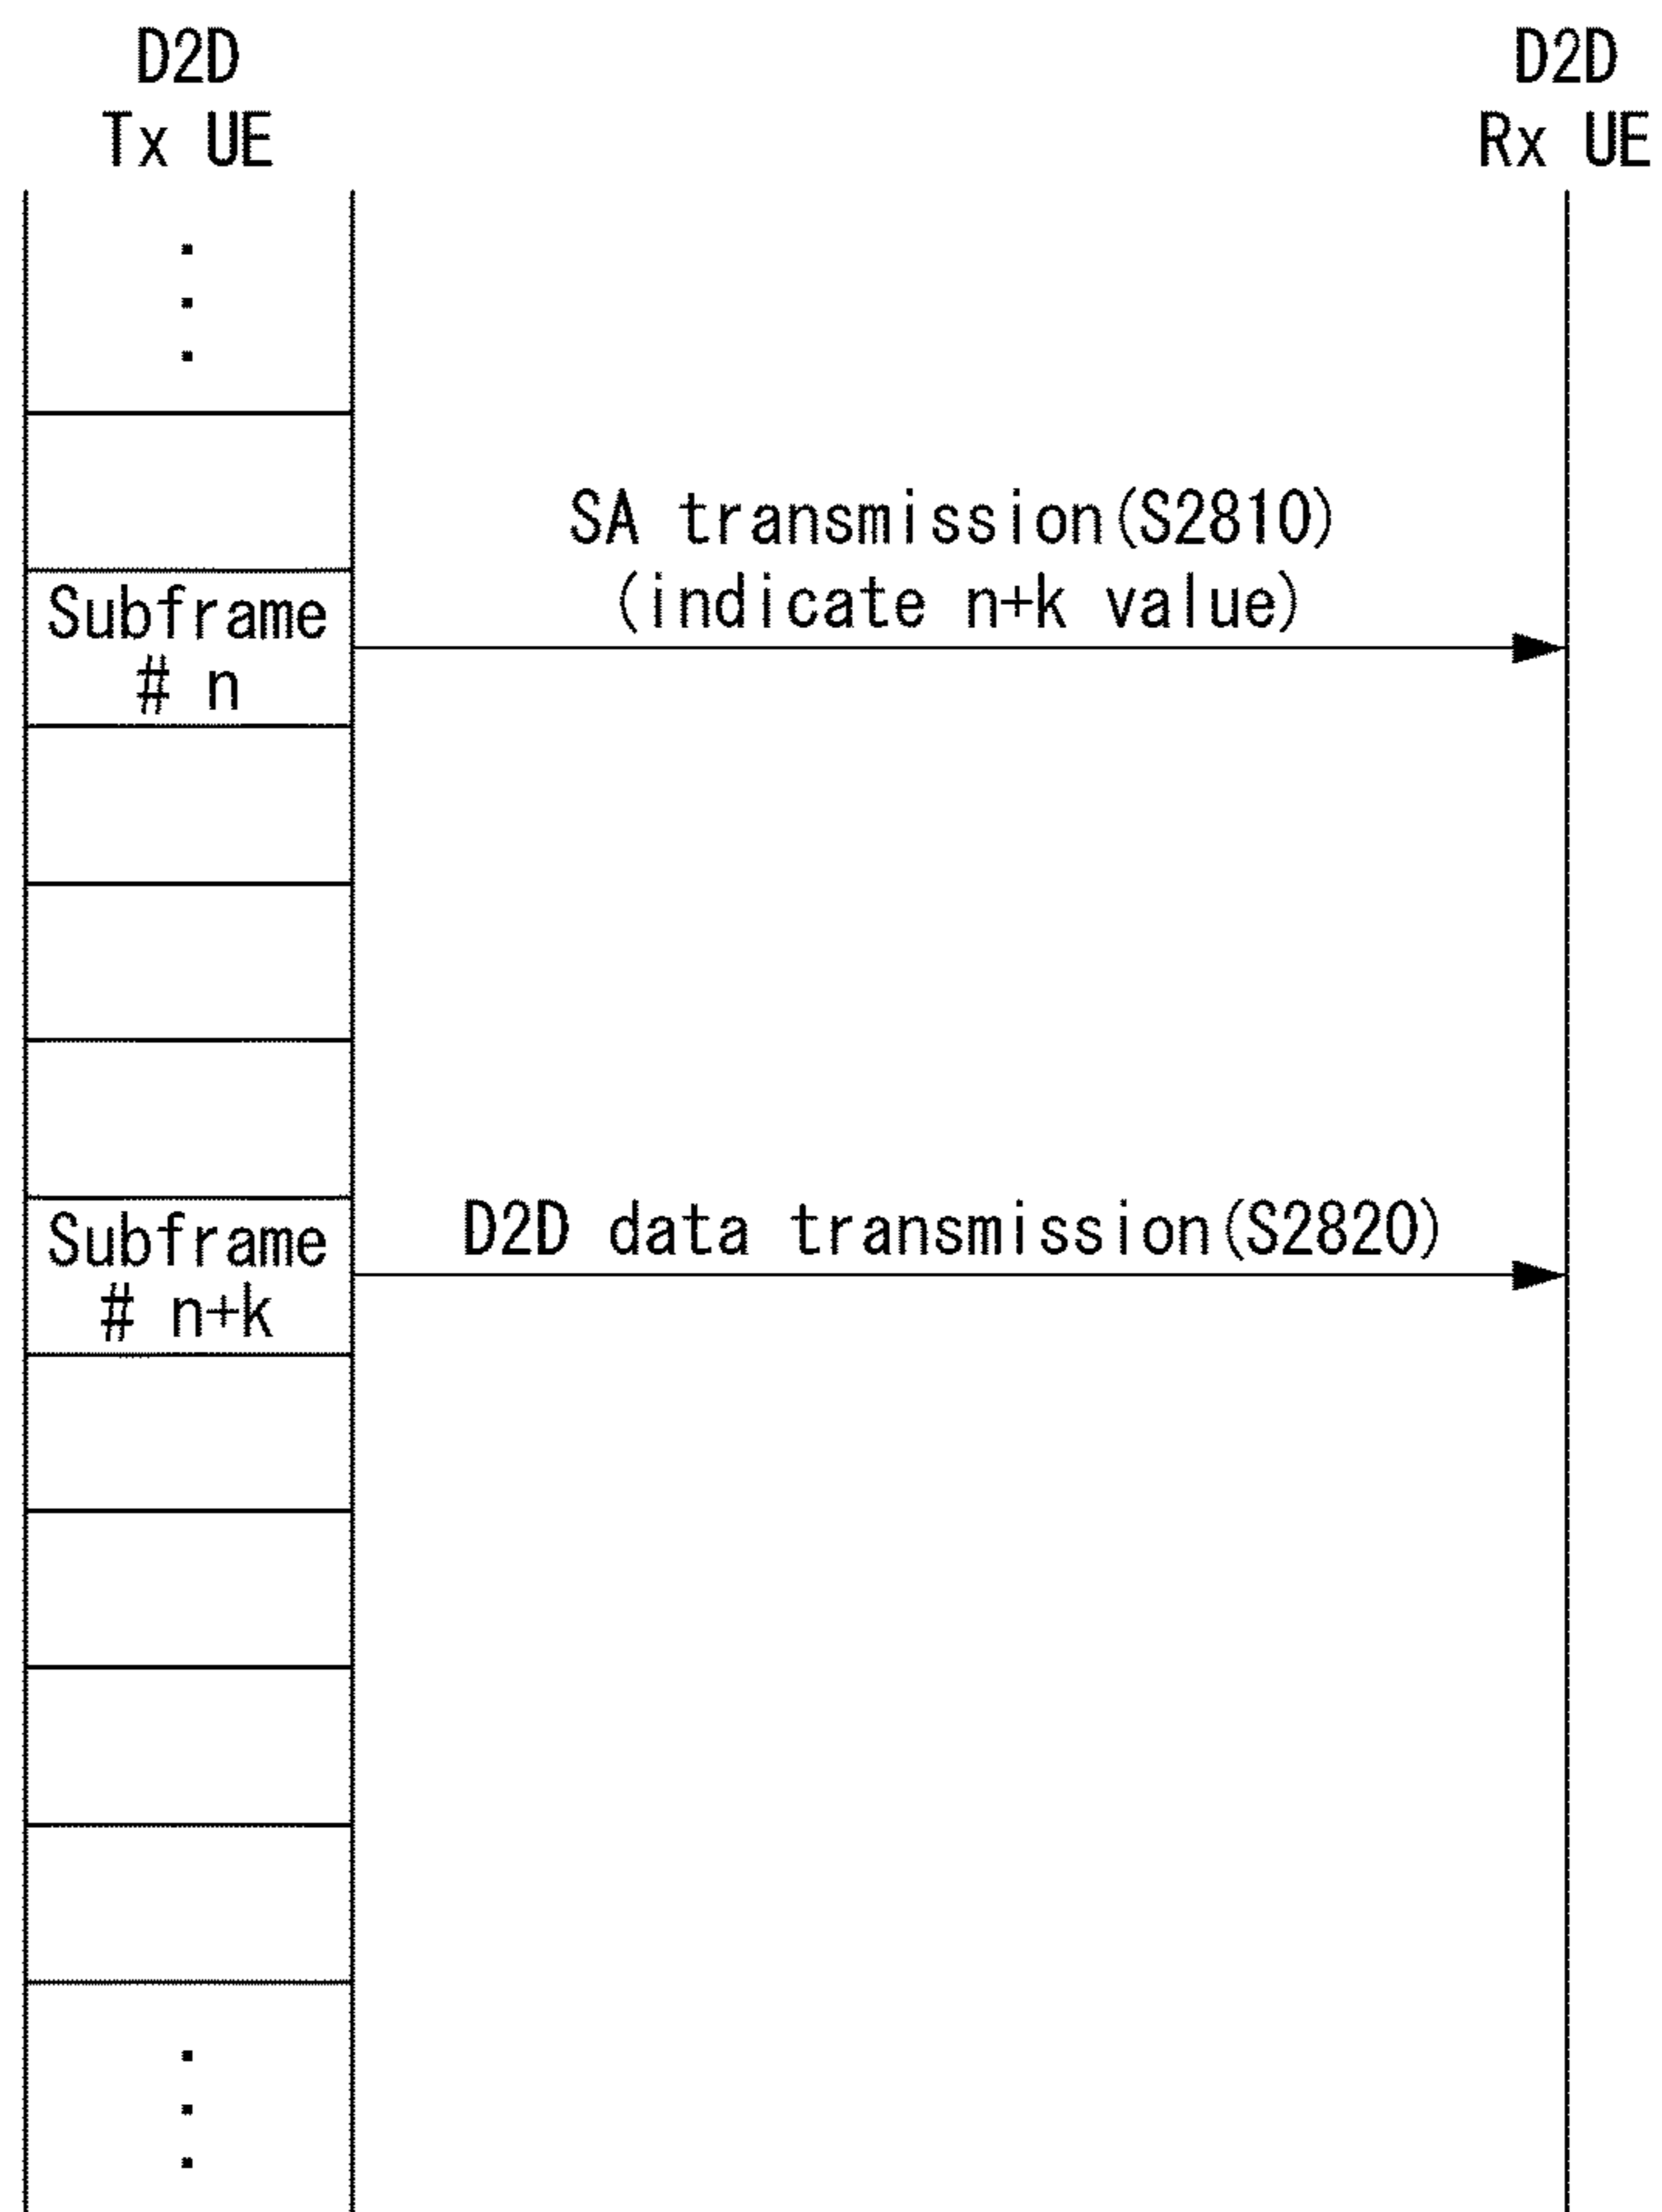 D2D
Tx UE
D2D
Rx UE
SA transmission(S2810)
(indicate n+k value)
Subframe
# n
D2D data transmission(S2820)
Subframe
# n+k